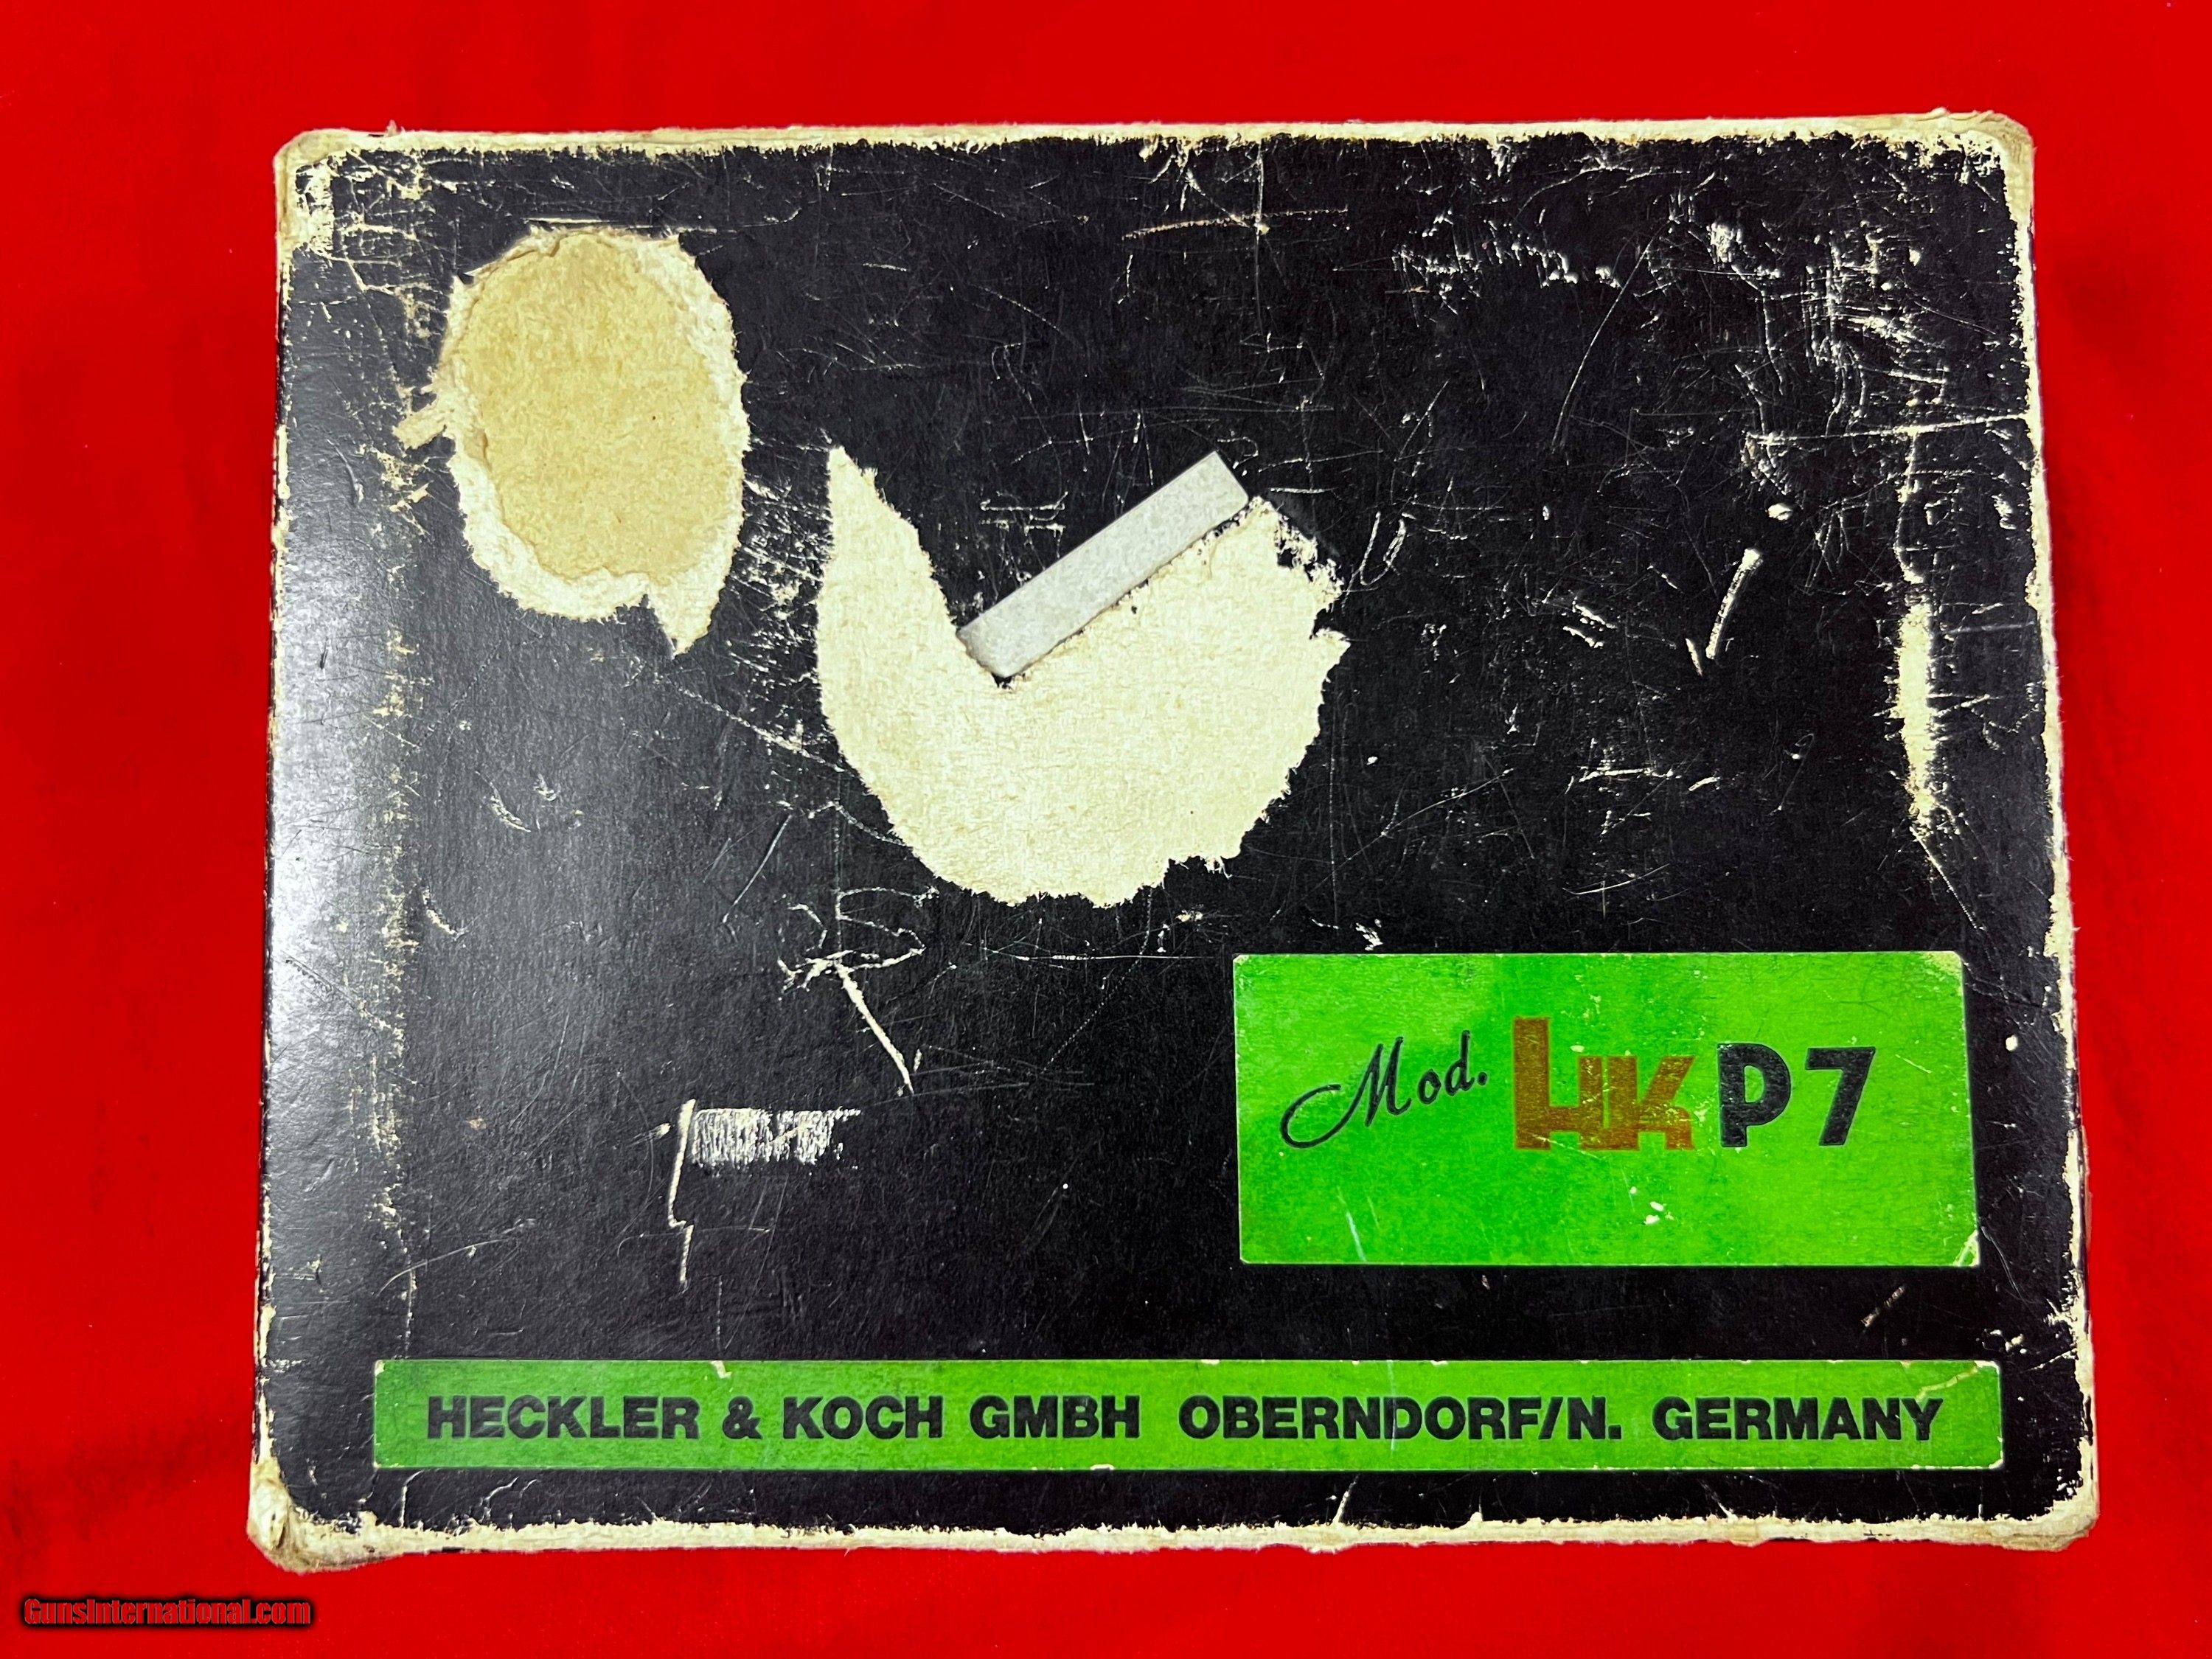 Mod. HK P7
HECKLER & KOCH GMBH OBERNDORF/N. GERMANY
GunsInternational.com